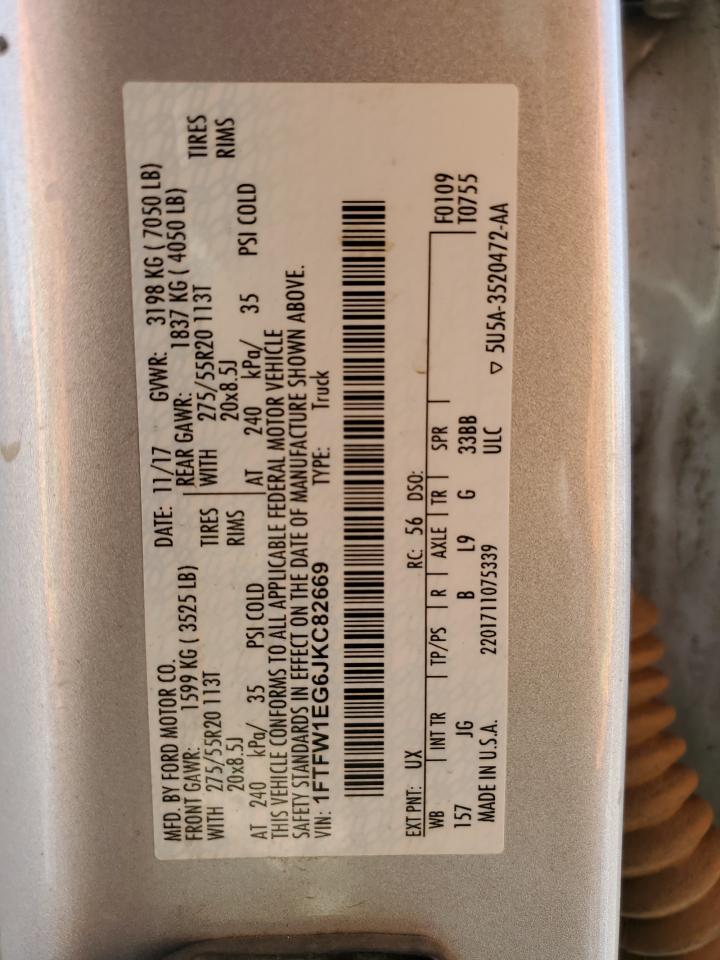 MFD. BY FORD MOTOR CO.
DATE: 11/17 GVWR: 3198 KG ( 7050 LB)
FRONT GAWR: 1599 KG ( 3525 LB) REAR GAWR: 1837 KG ( 4050 LB)
WITH 275/55R20 113T TIRES WITH 275/55R20 113T TIRES
20x8.5J RIMS 20x8.5J RIMS
AT 240 kPa/ 35 PSI COLD AT 240 kPa/ 35 PSI COLD
THIS VEHICLE CONFORMS TO ALL APPLICABLE FEDERAL MOTOR VEHICLE
SAFETY STANDARDS IN EFFECT ON THE DATE OF MANUFACTURE SHOWN ABOVE.
VIN: 1FTFW1EG6JKC82669 TYPE: Truck
EXT PNT: UX RC: 56 DSO: F0109
WB INT TR TP/PS R AXLE TR SPR T0755
157 JG B L9 G 33BB
MADE IN U.S.A. 2201711075339 ULC ▽ 5U5A-3520472-AA